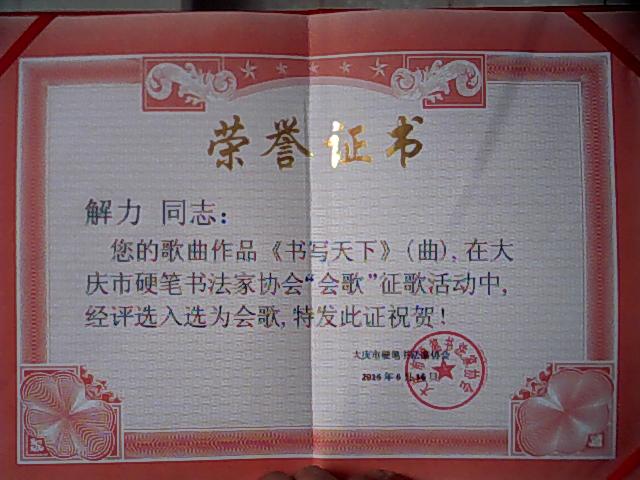 荣誉证书
解力 同志：
您的歌曲作品《书写天下》(曲),在大
庆市硬笔书法家协会“会歌”征歌活动中,
经评选入选为会歌,特发此证祝贺!
大庆市硬笔书法家协会